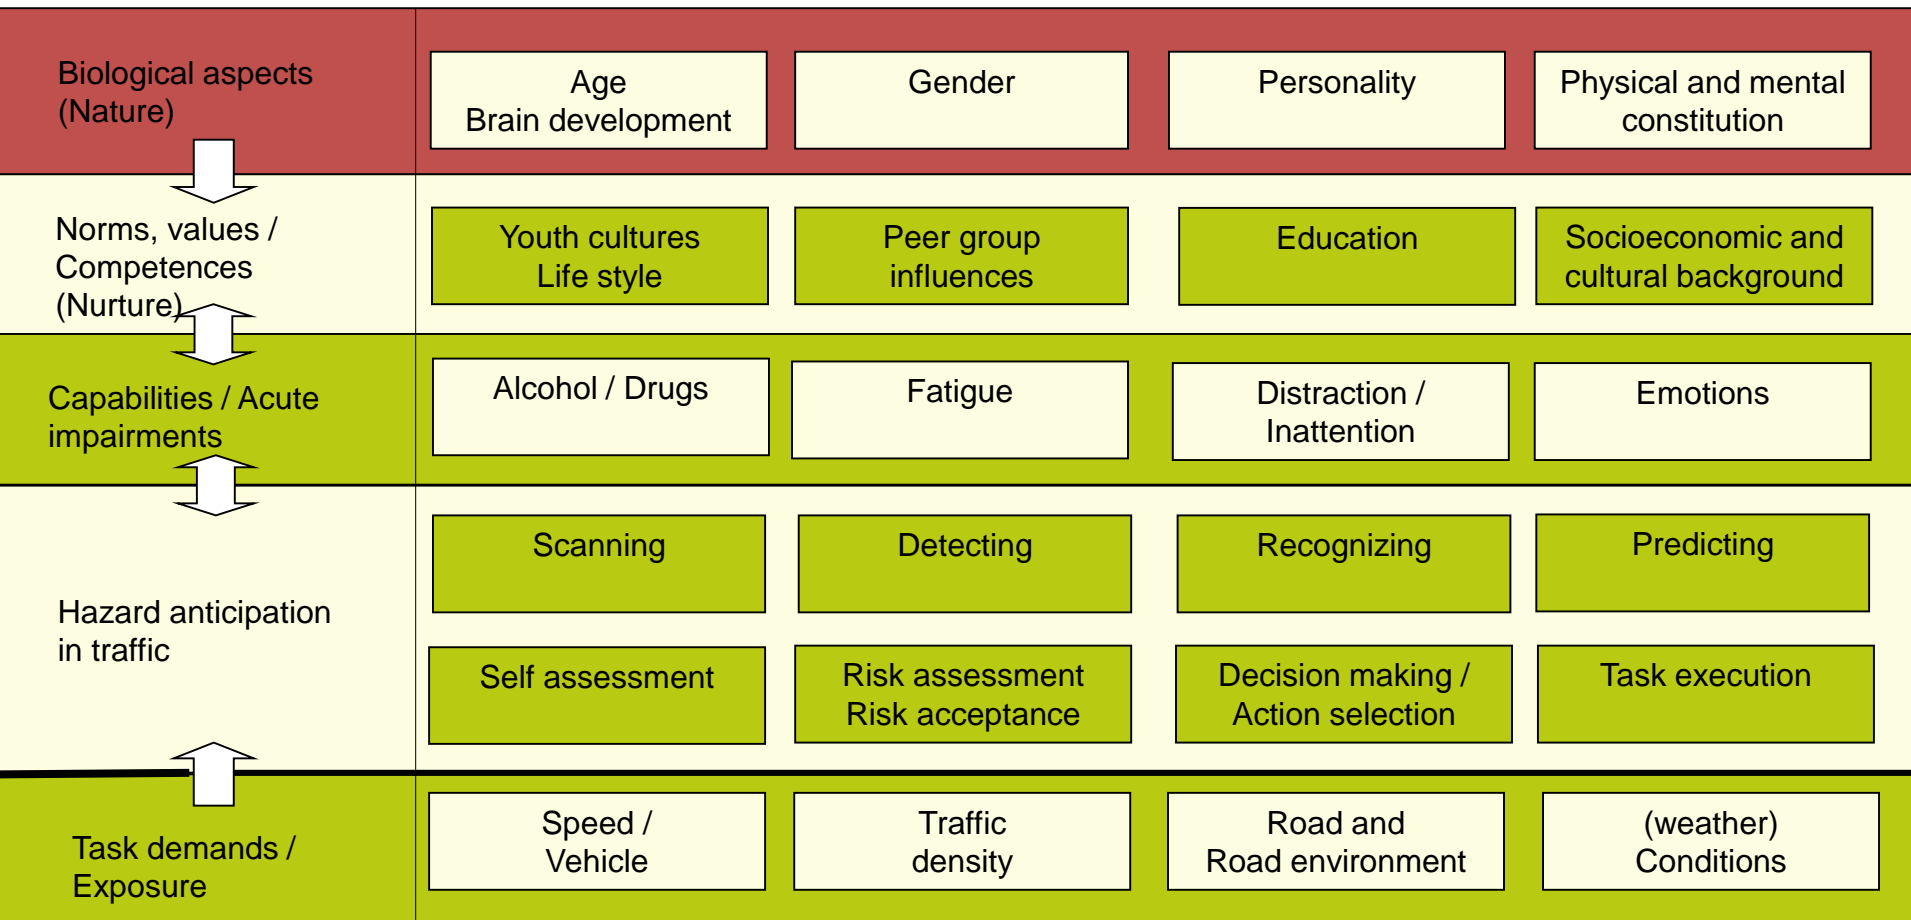 Biological aspects
(Nature)
Age
Brain development
Gender
Personality
Physical and mental
constitution
Norms, values /
Competences
(Nurture)
Youth cultures
Life style
Peer group
influences
Education
Socioeconomic and
cultural background
Capabilities / Acute
impairments
Alcohol / Drugs
Fatigue
Distraction /
Inattention
Emotions
Hazard anticipation
in traffic
Scanning
Detecting
Recognizing
Predicting
Self assessment
Risk assessment
Risk acceptance
Decision making /
Action selection
Task execution
Task demands /
Exposure
Speed /
Vehicle
Traffic
density
Road and
Road environment
(weather)
Conditions